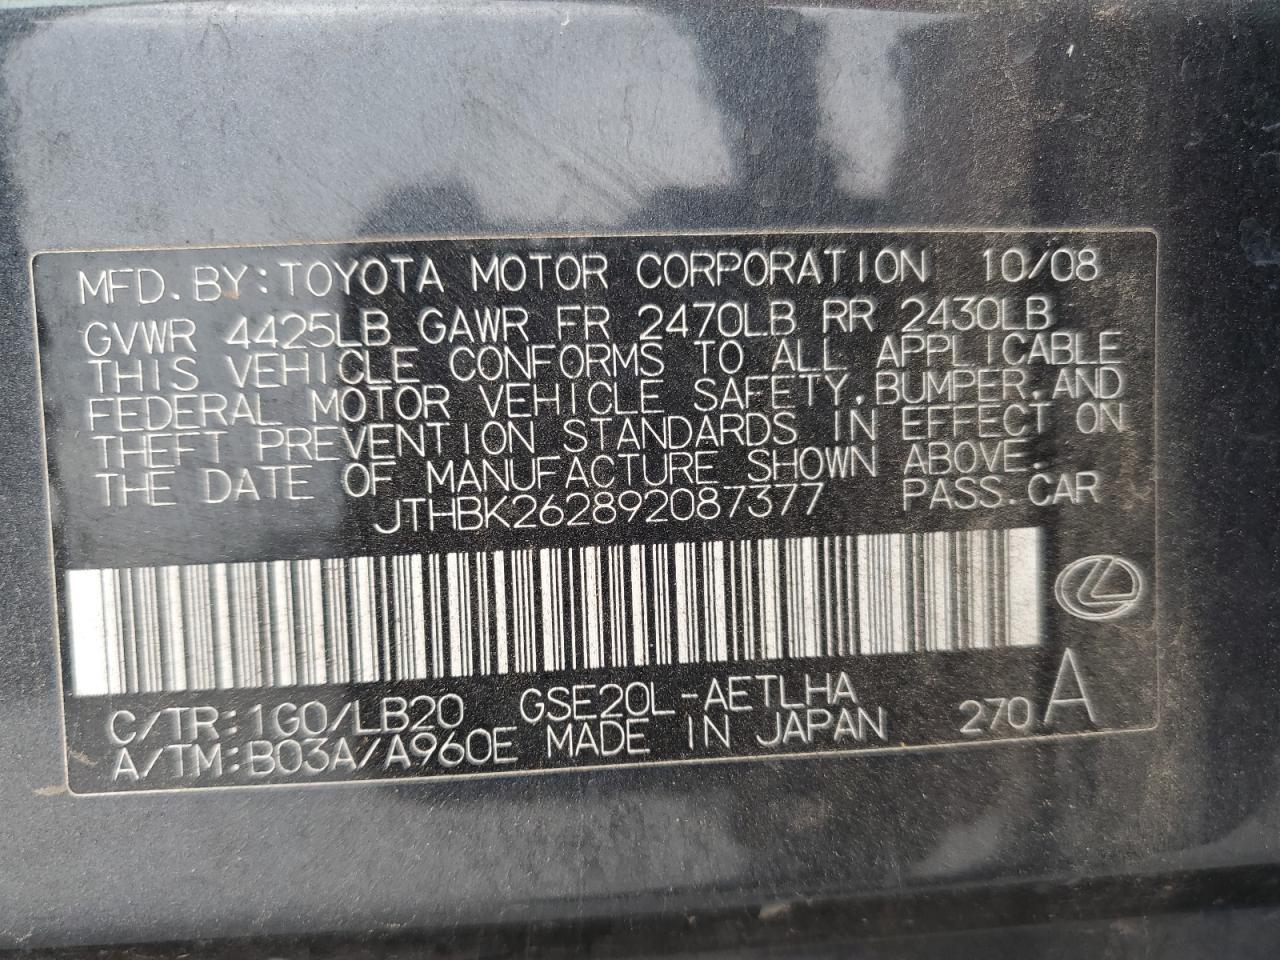 MFD. BY: TOYOTA MOTOR CORPORATION 10/08
GVWR 4425LB GAWR FR 2470LB RR 2430LB
THIS VEHICLE CONFORMS TO ALL APPLICABLE
FEDERAL MOTOR VEHICLE SAFETY, BUMPER, AND
THEFT PREVENTION STANDARDS IN EFFECT ON
THE DATE OF MANUFACTURE SHOWN ABOVE.
JTHBK262892087377 PASS. CAR
C/TR: 1G0/LB20 GSE20L-AETLHA
A/TM: B03A/A960E MADE IN JAPAN 270 A